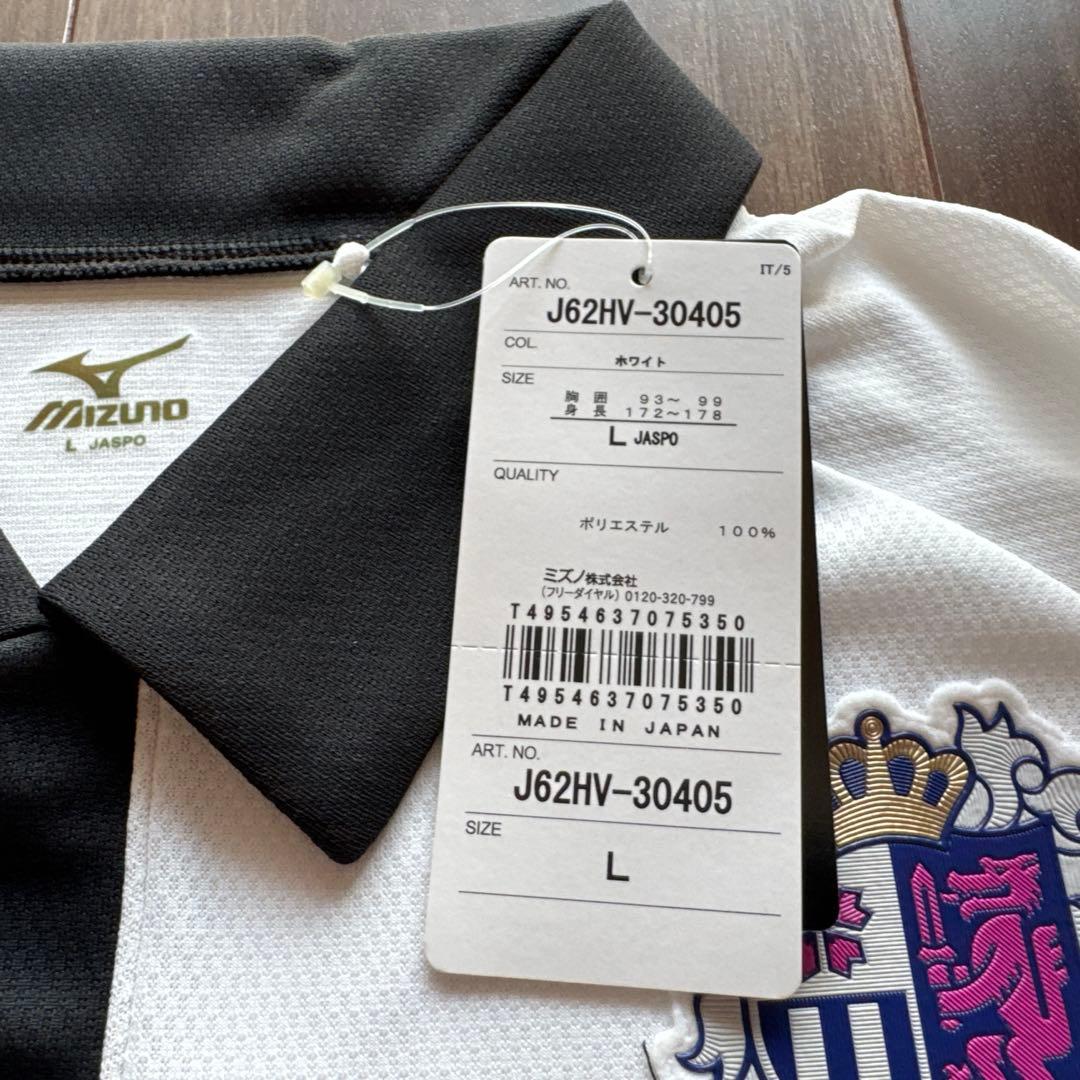 MIZUNO
L JASPO
IT/5
ART. NO.
J62HV-30405
COL.
ホワイト
SIZE
胸囲 93～ 99
身長 172～178
L JASPO
QUALITY
ポリエステル 100%
ミズノ株式会社
(フリーダイヤル) 0120-320-799
T4954637075350
T4954637075350
MADE IN JAPAN
ART. NO.
J62HV-30405
SIZE
L